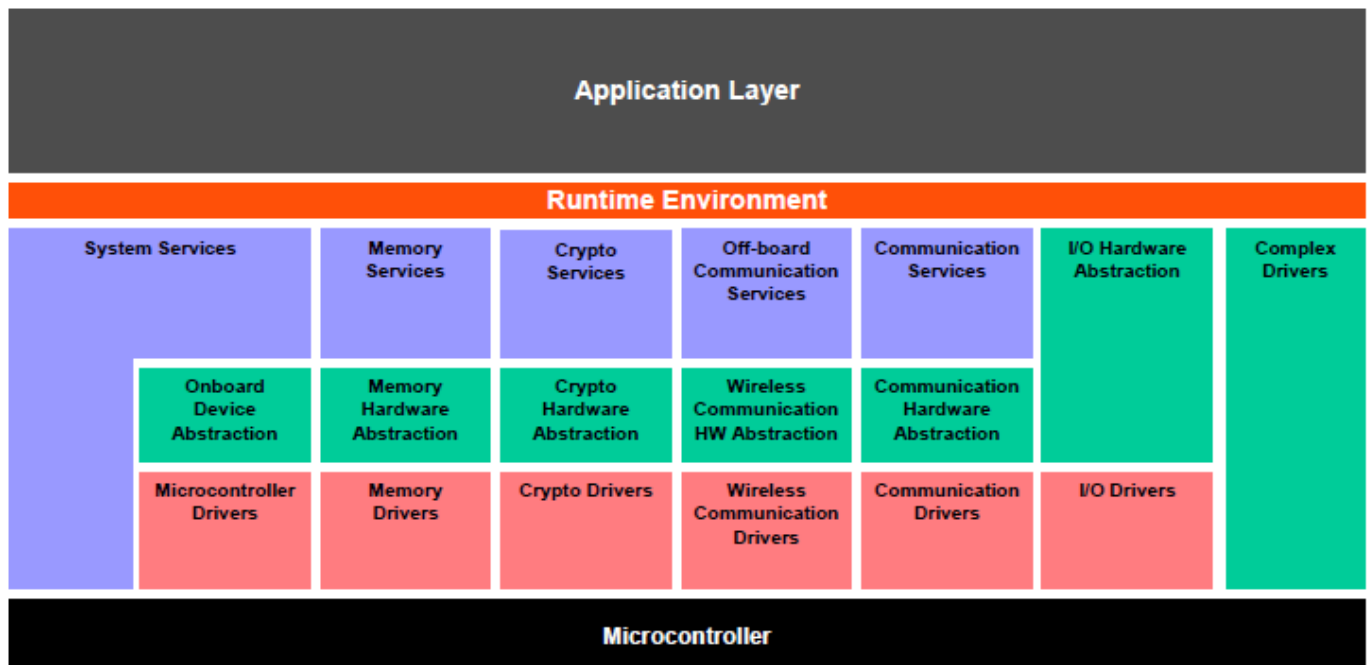 Application Layer
Runtime Environment
System Services
Memory
Services
Crypto
Services
Off-board
Communication
Services
Communication
Services
I/O Hardware
Abstraction
Complex
Drivers
Onboard
Device
Abstraction
Memory
Hardware
Abstraction
Crypto
Hardware
Abstraction
Wireless
Communication
HW Abstraction
Communication
Hardware
Abstraction
Microcontroller
Drivers
Memory
Drivers
Crypto Drivers
Wireless
Communication
Drivers
Communication
Drivers
I/O Drivers
Microcontroller